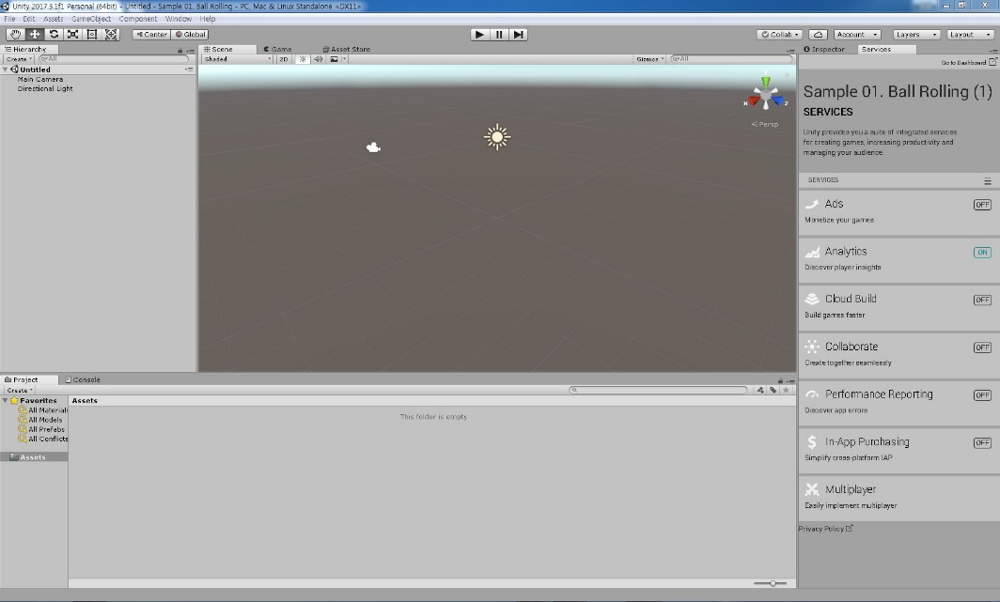 Unity 2017.3.1f1 Personal (64bit) - Untitled - Sample 01. Ball Rolling - PC, Mac & Linux Standalone <DX11>
File Edit Assets GameObject Component Window Help
Center Global Collab Account Layers Layout
Hierarchy Scene Game Asset Store Inspector Services
Create All Shaded 2D Gizmos All Go to Dashboard
Untitled
Main Camera
Directional Light
Persp
Sample 01. Ball Rolling (1)
SERVICES
Unity provides you a suite of integrated services
for creating games, increasing productivity and
managing your audience.
SERVICES
Ads OFF
Monetize your games
Analytics ON
Discover player insights
Cloud Build OFF
Build games faster
Collaborate OFF
Create together seamlessly
Performance Reporting OFF
Discover app errors
In-App Purchasing OFF
Simplify cross-platform IAP
Multiplayer
Easily implement multiplayer
Privacy Policy
Project Console
Create
Favorites
All Materials
All Models
All Prefabs
All Conflicte
Assets
Assets
This folder is empty